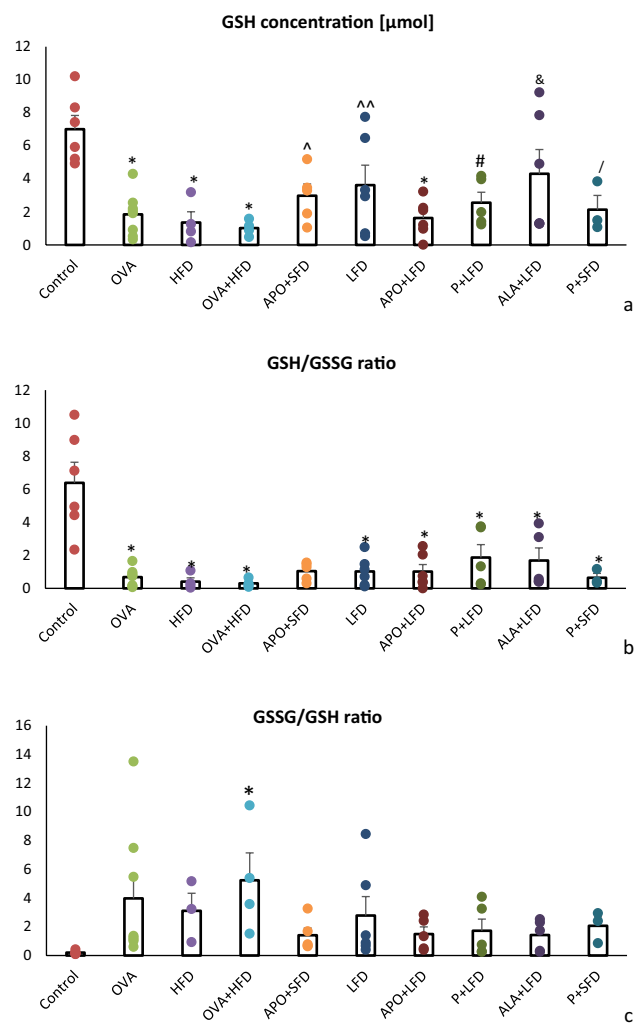 GSH concentration [μmol]
12
10
8
6
4
2
0
* * * ^ ^^ * # & /
Control OVA HFD OVA+HFD APO+SFD LFD APO+LFD P+LFD ALA+LFD P+SFD
a
GSH/GSSG ratio
12
10
8
6
4
2
0
* * * * * * * *
Control OVA HFD OVA+HFD APO+SFD LFD APO+LFD P+LFD ALA+LFD P+SFD
b
GSSG/GSH ratio
16
14
12
10
8
6
4
2
0
*
Control OVA HFD OVA+HFD APO+SFD LFD APO+LFD P+LFD ALA+LFD P+SFD
c